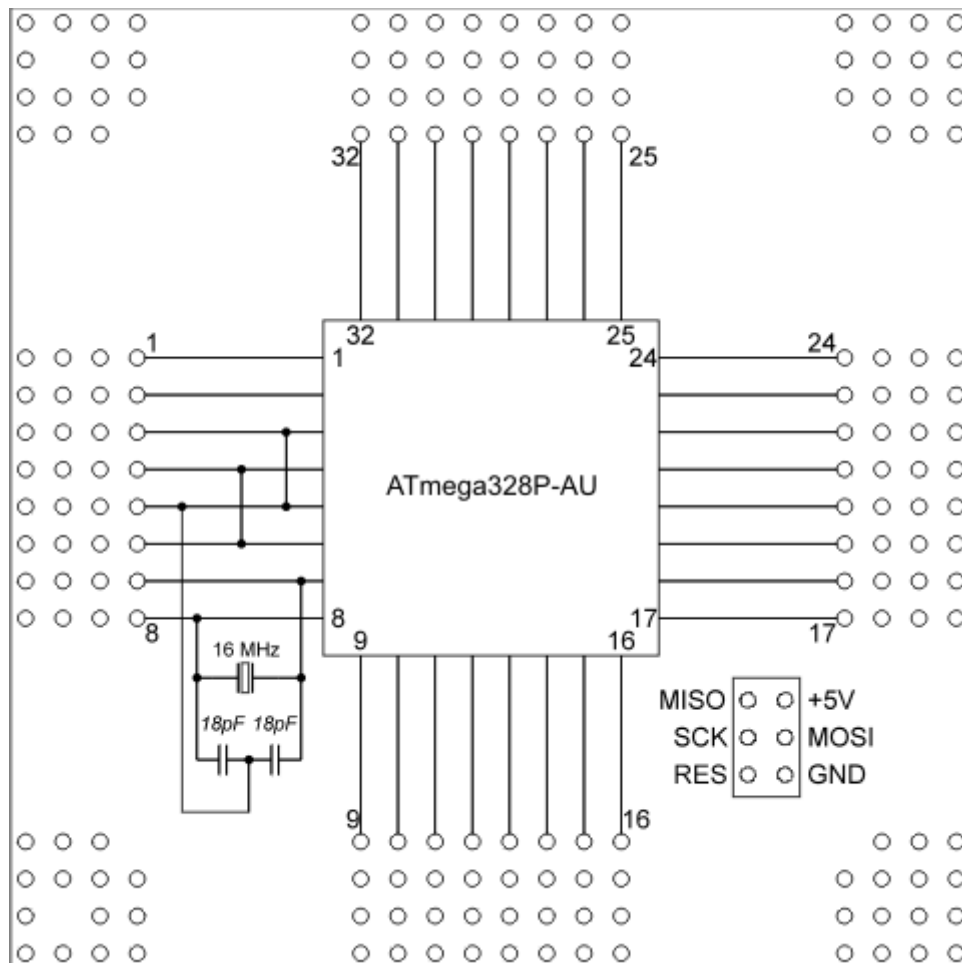 32 25
32 25
1 24
1 24
ATmega328P-AU
8 17
8 17
9 16
16 MHz
MISO +5V
18pF 18pF
SCK MOSI
RES GND
9 16